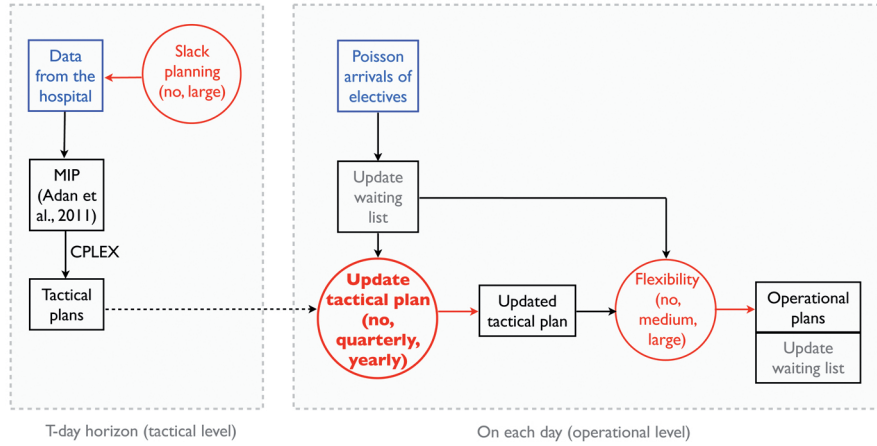 Data
from the
hospital
Slack
planning
(no, large)
MIP
(Adan et
al., 2011)
CPLEX
Tactical
plans
T-day horizon (tactical level)
Poisson
arrivals of
electives
Update
waiting
list
Update
tactical plan
(no,
quarterly,
yearly)
Updated
tactical plan
Flexibility
(no,
medium,
large)
Operational
plans
Update
waiting list
On each day (operational level)